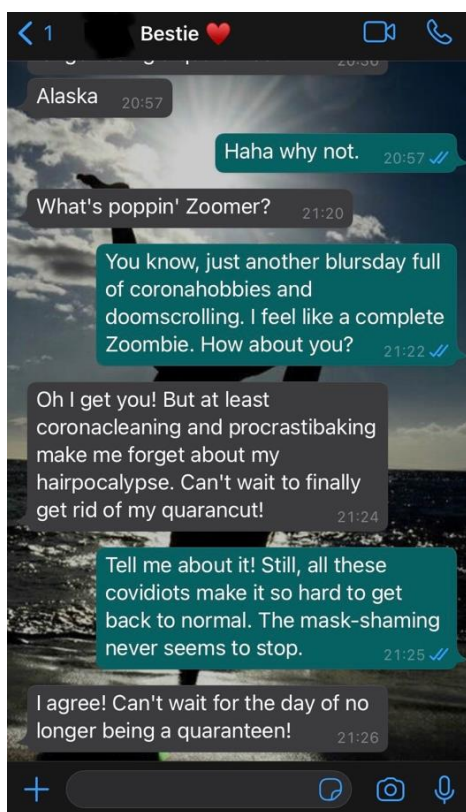 1
Bestie ❤️
20:56
Alaska 20:57
Haha why not. 20:57
What's poppin' Zoomer? 21:20
You know, just another blursday full
of coronahobbies and
doomscrolling. I feel like a complete
Zoombie. How about you? 21:22
Oh I get you! But at least
coronacleaning and procrastibaking
make me forget about my
hairpocalypse. Can't wait to finally
get rid of my quarancut! 21:24
Tell me about it! Still, all these
covidiots make it so hard to get
back to normal. The mask-shaming
never seems to stop. 21:25
I agree! Can't wait for the day of no
longer being a quaranteen! 21:26